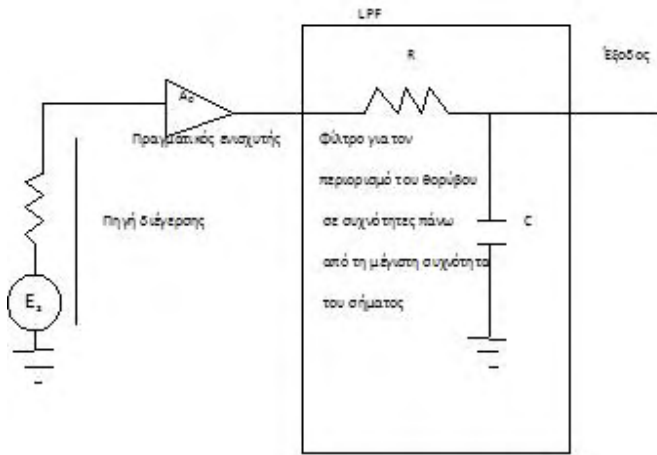 LPF
R
Έξοδος
A₀
Πραγματικός ενισχυτής
Φίλτρο για τον
περιορισμό του θορύβου
Πηγή διέγερσης
σε συχνότητες πάνω
C
από τη μέγιστη συχνότητα
Eₛ
του σήματος